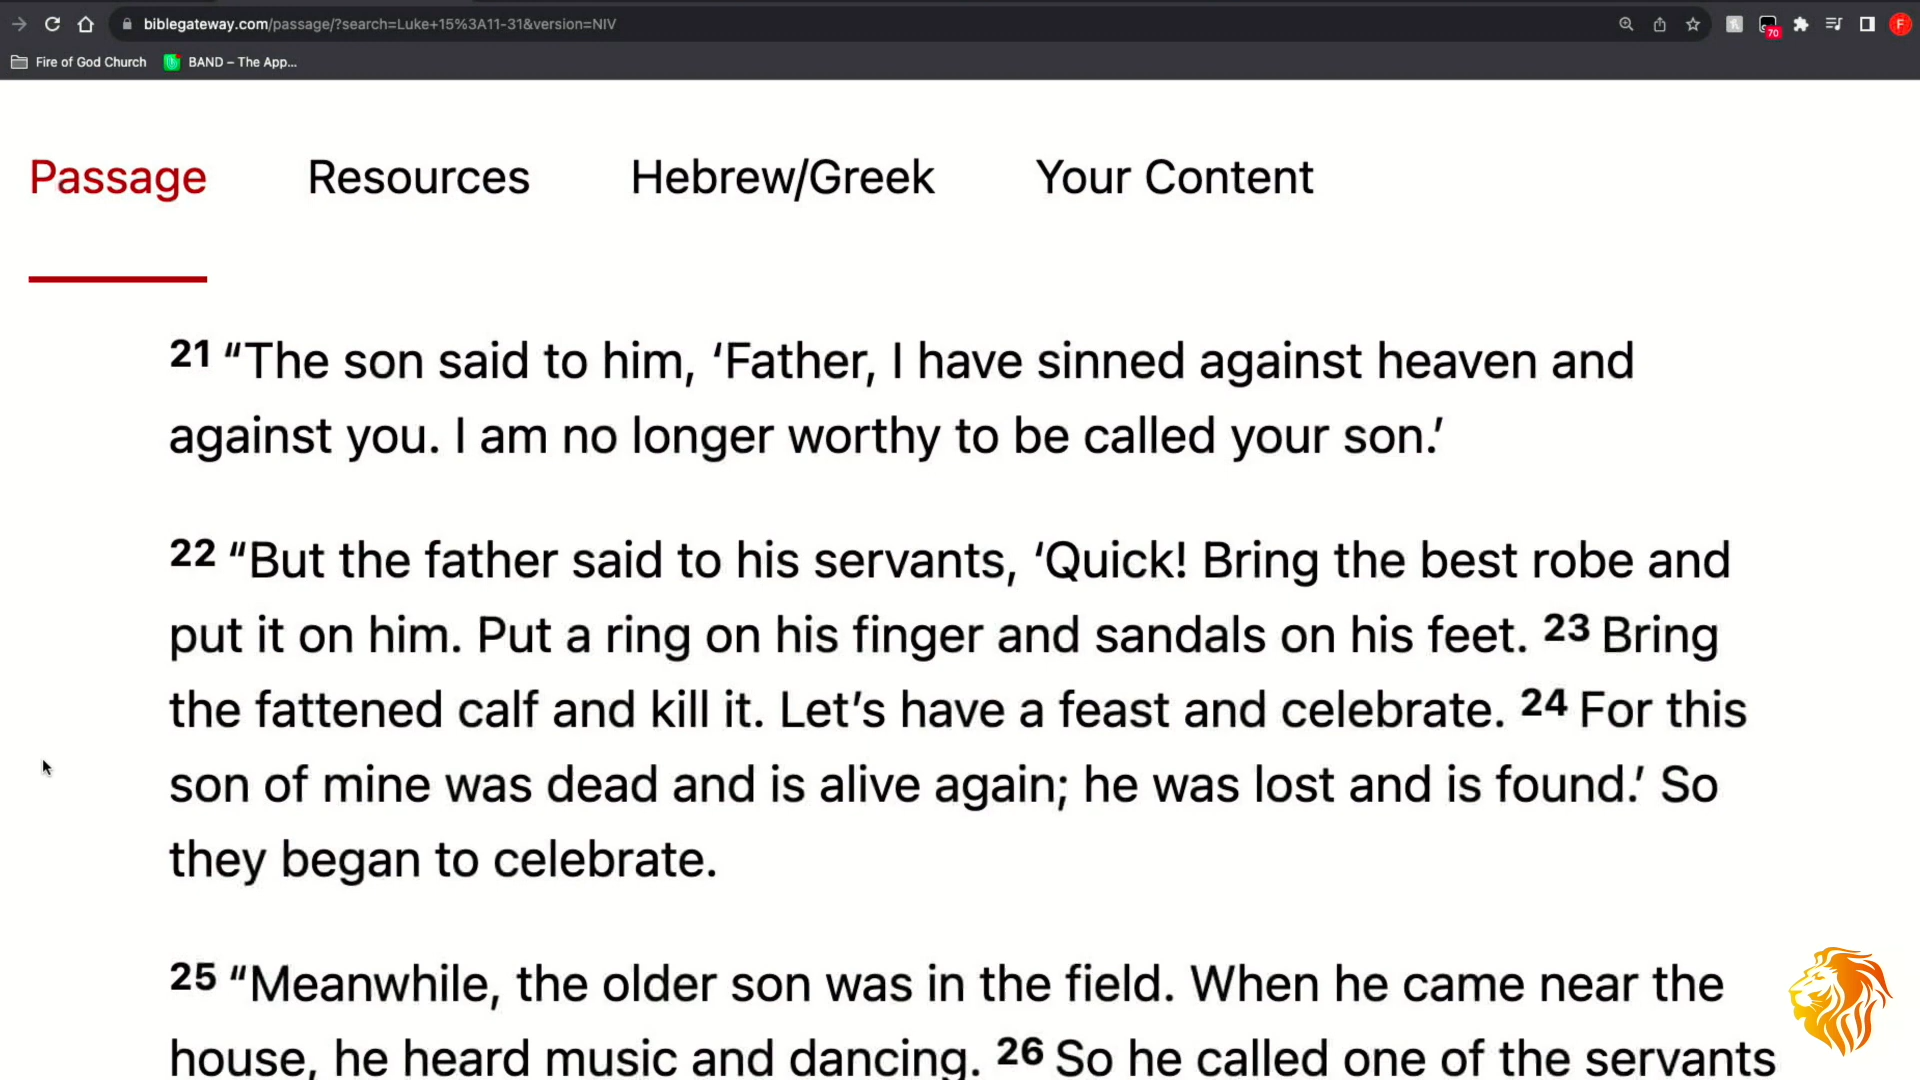 biblegateway.com/passage/?search=Luke+15%3A11-31&version=NIV
70
F
Fire of God Church
BAND – The App...
Passage
Resources
Hebrew/Greek
Your Content
21 “The son said to him, ‘Father, I have sinned against heaven and
against you. I am no longer worthy to be called your son.’
22 “But the father said to his servants, ‘Quick! Bring the best robe and
put it on him. Put a ring on his finger and sandals on his feet. 23 Bring
the fattened calf and kill it. Let’s have a feast and celebrate. 24 For this
son of mine was dead and is alive again; he was lost and is found.’ So
they began to celebrate.
25 “Meanwhile, the older son was in the field. When he came near the
house, he heard music and dancing. 26 So he called one of the servants